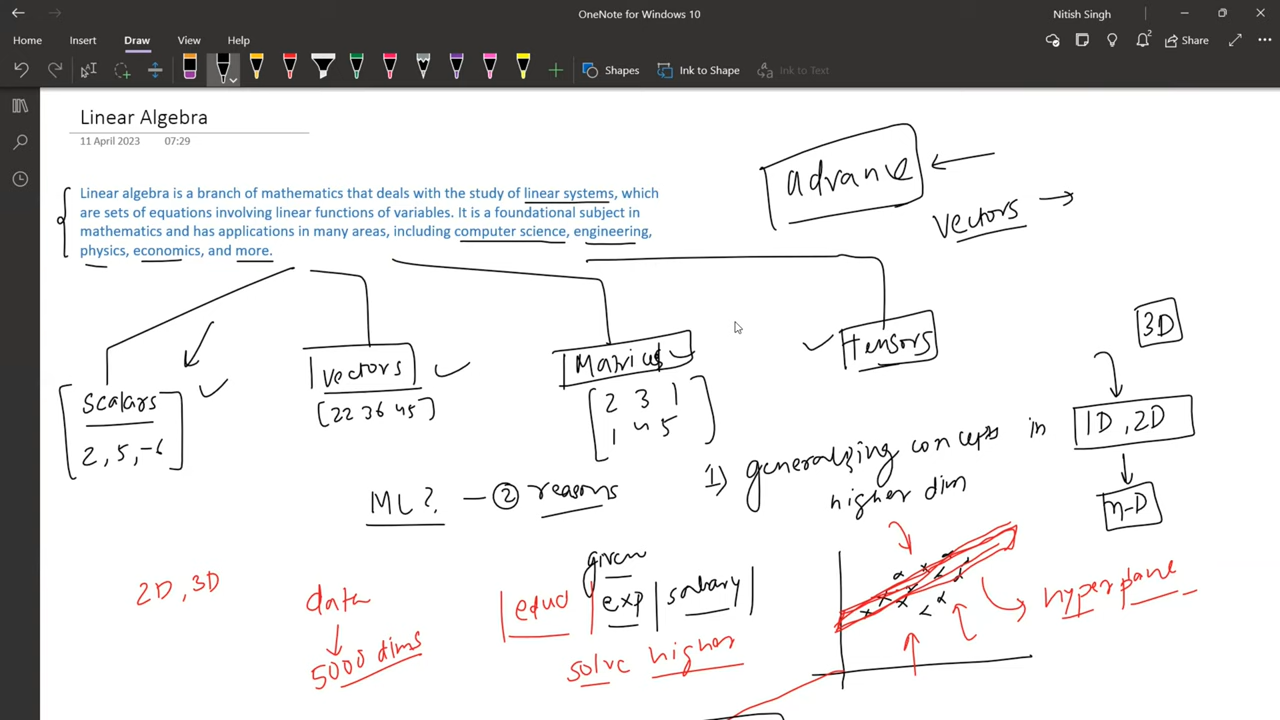 OneNote for Windows 10
Nitish Singh
Home
Insert
Draw
View
Help
Share
Shapes
Ink to Shape
Ink to Text
Linear Algebra
11 April 2023 07:29
Linear algebra is a branch of mathematics that deals with the study of linear systems, which
are sets of equations involving linear functions of variables. It is a foundational subject in
mathematics and has applications in many areas, including computer science, engineering,
physics, economics, and more.
advance
vectors →
Scalars
2, 5, -6
vectors
[22 36 45]
Matrices
2 3 1
1 4 5
Tensors
3D
1D, 2D
n-D
1) generalizing concepts in
higher dim
ML? - 2 reasons
given
| educ | exp | salary |
solve higher
2D, 3D
data
5000 dims
hyperplane